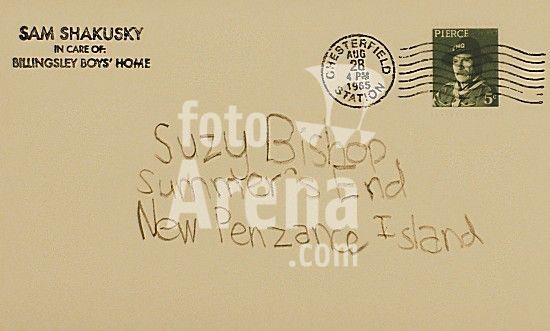 SAM SHAKUSKY
IN CARE OF:
BILLINGSLEY BOYS' HOME
CHESTERFIELD
AUG
28
4 PM
1965
STATION
PIERCE
5¢
Suzy Bishop
Summer's End
New Penzance Island
foto
Arena
.com